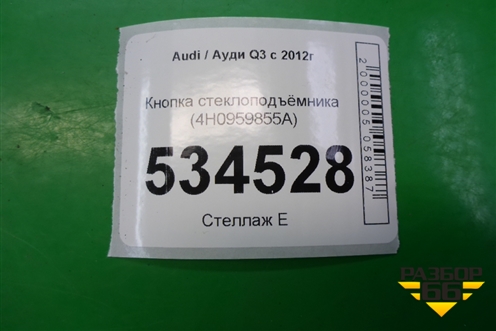 Audi / Ауди Q3 с 2012г
Кнопка стеклоподъёмника
(4H0959855A)
534528
Стеллаж Е
2000005058387
РАЗБОР
66